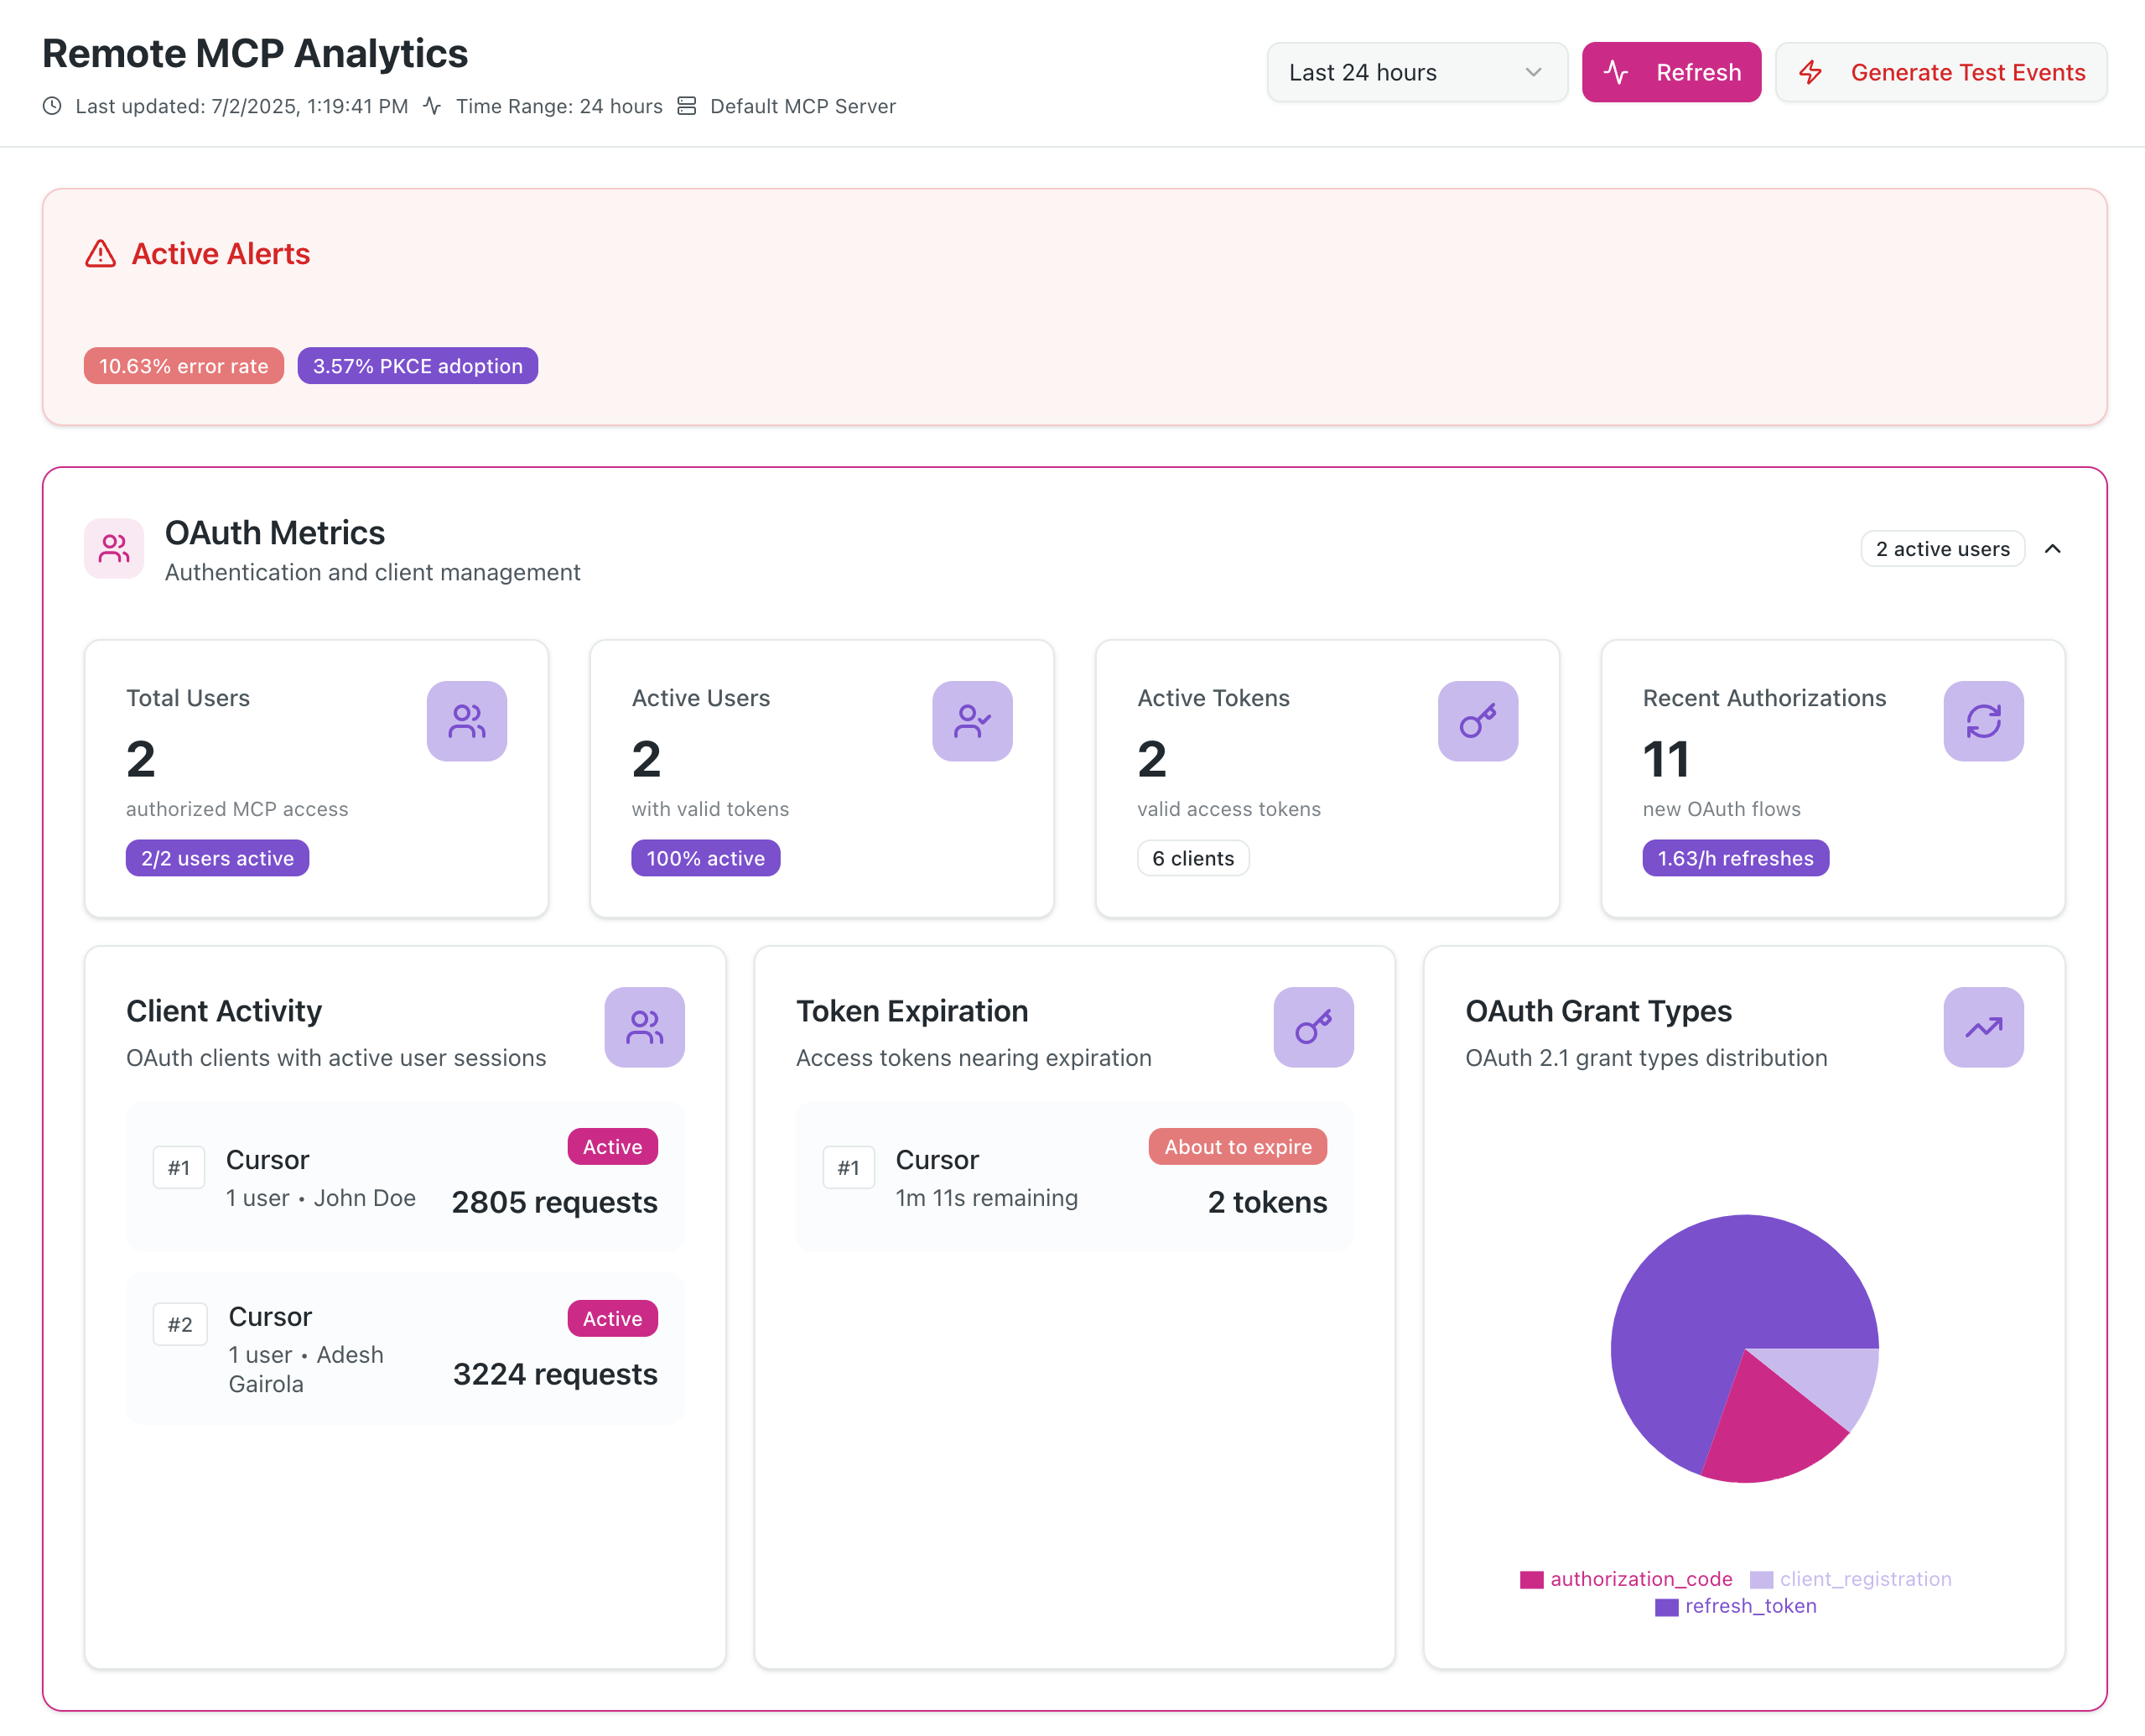 Remote MCP Analytics
Last updated: 7/2/2025, 1:19:41 PM Time Range: 24 hours Default MCP Server
Last 24 hours
Refresh
Generate Test Events
Active Alerts
10.63% error rate
3.57% PKCE adoption
OAuth Metrics
Authentication and client management
2 active users
Total Users
2
authorized MCP access
2/2 users active
Active Users
2
with valid tokens
100% active
Active Tokens
2
valid access tokens
6 clients
Recent Authorizations
11
new OAuth flows
1.63/h refreshes
Client Activity
OAuth clients with active user sessions
#1
Cursor
1 user • John Doe
Active
2805 requests
#2
Cursor
1 user • Adesh
Gairola
Active
3224 requests
Token Expiration
Access tokens nearing expiration
#1
Cursor
1m 11s remaining
About to expire
2 tokens
OAuth Grant Types
OAuth 2.1 grant types distribution
authorization_code client_registration
refresh_token